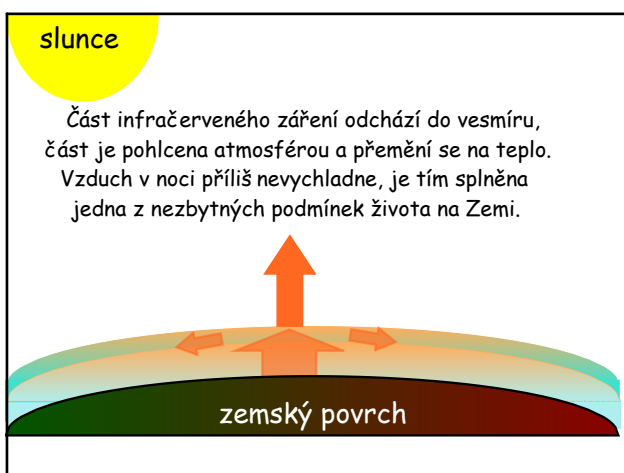 slunce
Část infračerveného záření odchází do vesmíru,
část je pohlcena atmosférou a přemění se na teplo.
Vzduch v noci příliš nevychladne, je tím splněna
jedna z nezbytných podmínek života na Zemi.
zemský povrch